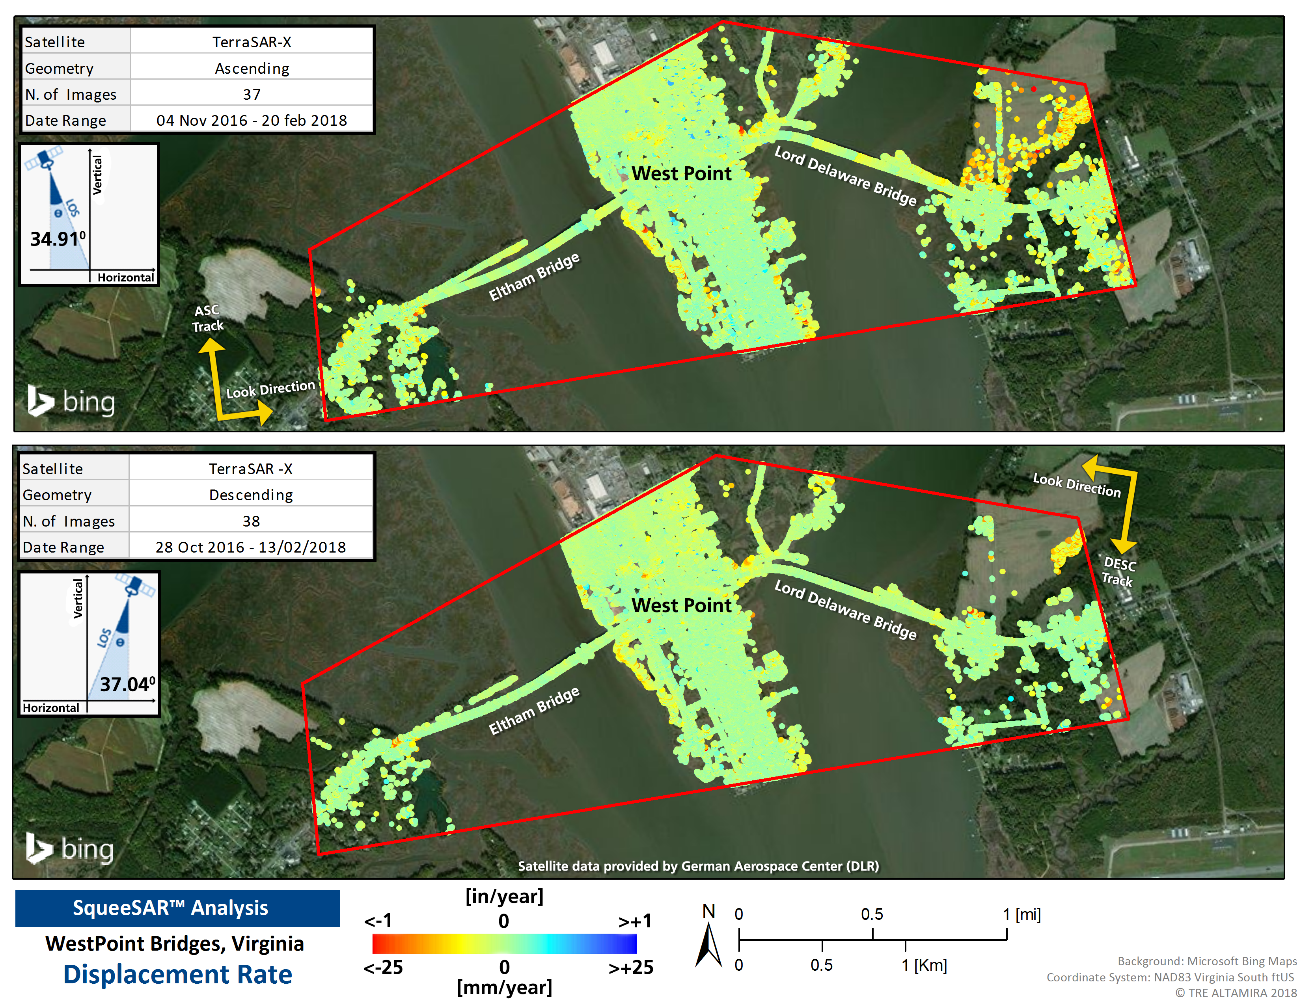 Satellite TerraSAR-X
Geometry Ascending
N. of Images 37
Date Range 04 Nov 2016 - 20 feb 2018
Vertical
LOS
θ
34.91⁰
Horizontal
ASC
Track
Look Direction
bing
West Point
Lord Delaware Bridge
Eltham Bridge
Satellite TerraSAR -X
Geometry Descending
N. of Images 38
Date Range 28 Oct 2016 - 13/02/2018
Vertical
LOS
θ
37.04⁰
Horizontal
Look Direction
DESC
Track
West Point
Lord Delaware Bridge
Eltham Bridge
bing
Satellite data provided by German Aerospace Center (DLR)
SqueeSAR™ Analysis
WestPoint Bridges, Virginia
Displacement Rate
[in/year]
<-1 0 >+1
<-25 0 >+25
[mm/year]
N
0 0.5 1 [mi]
0 0.5 1 [Km]
Background: Microsoft Bing Maps
Coordinate System: NAD83 Virginia South ftUS
© TRE ALTAMIRA 2018